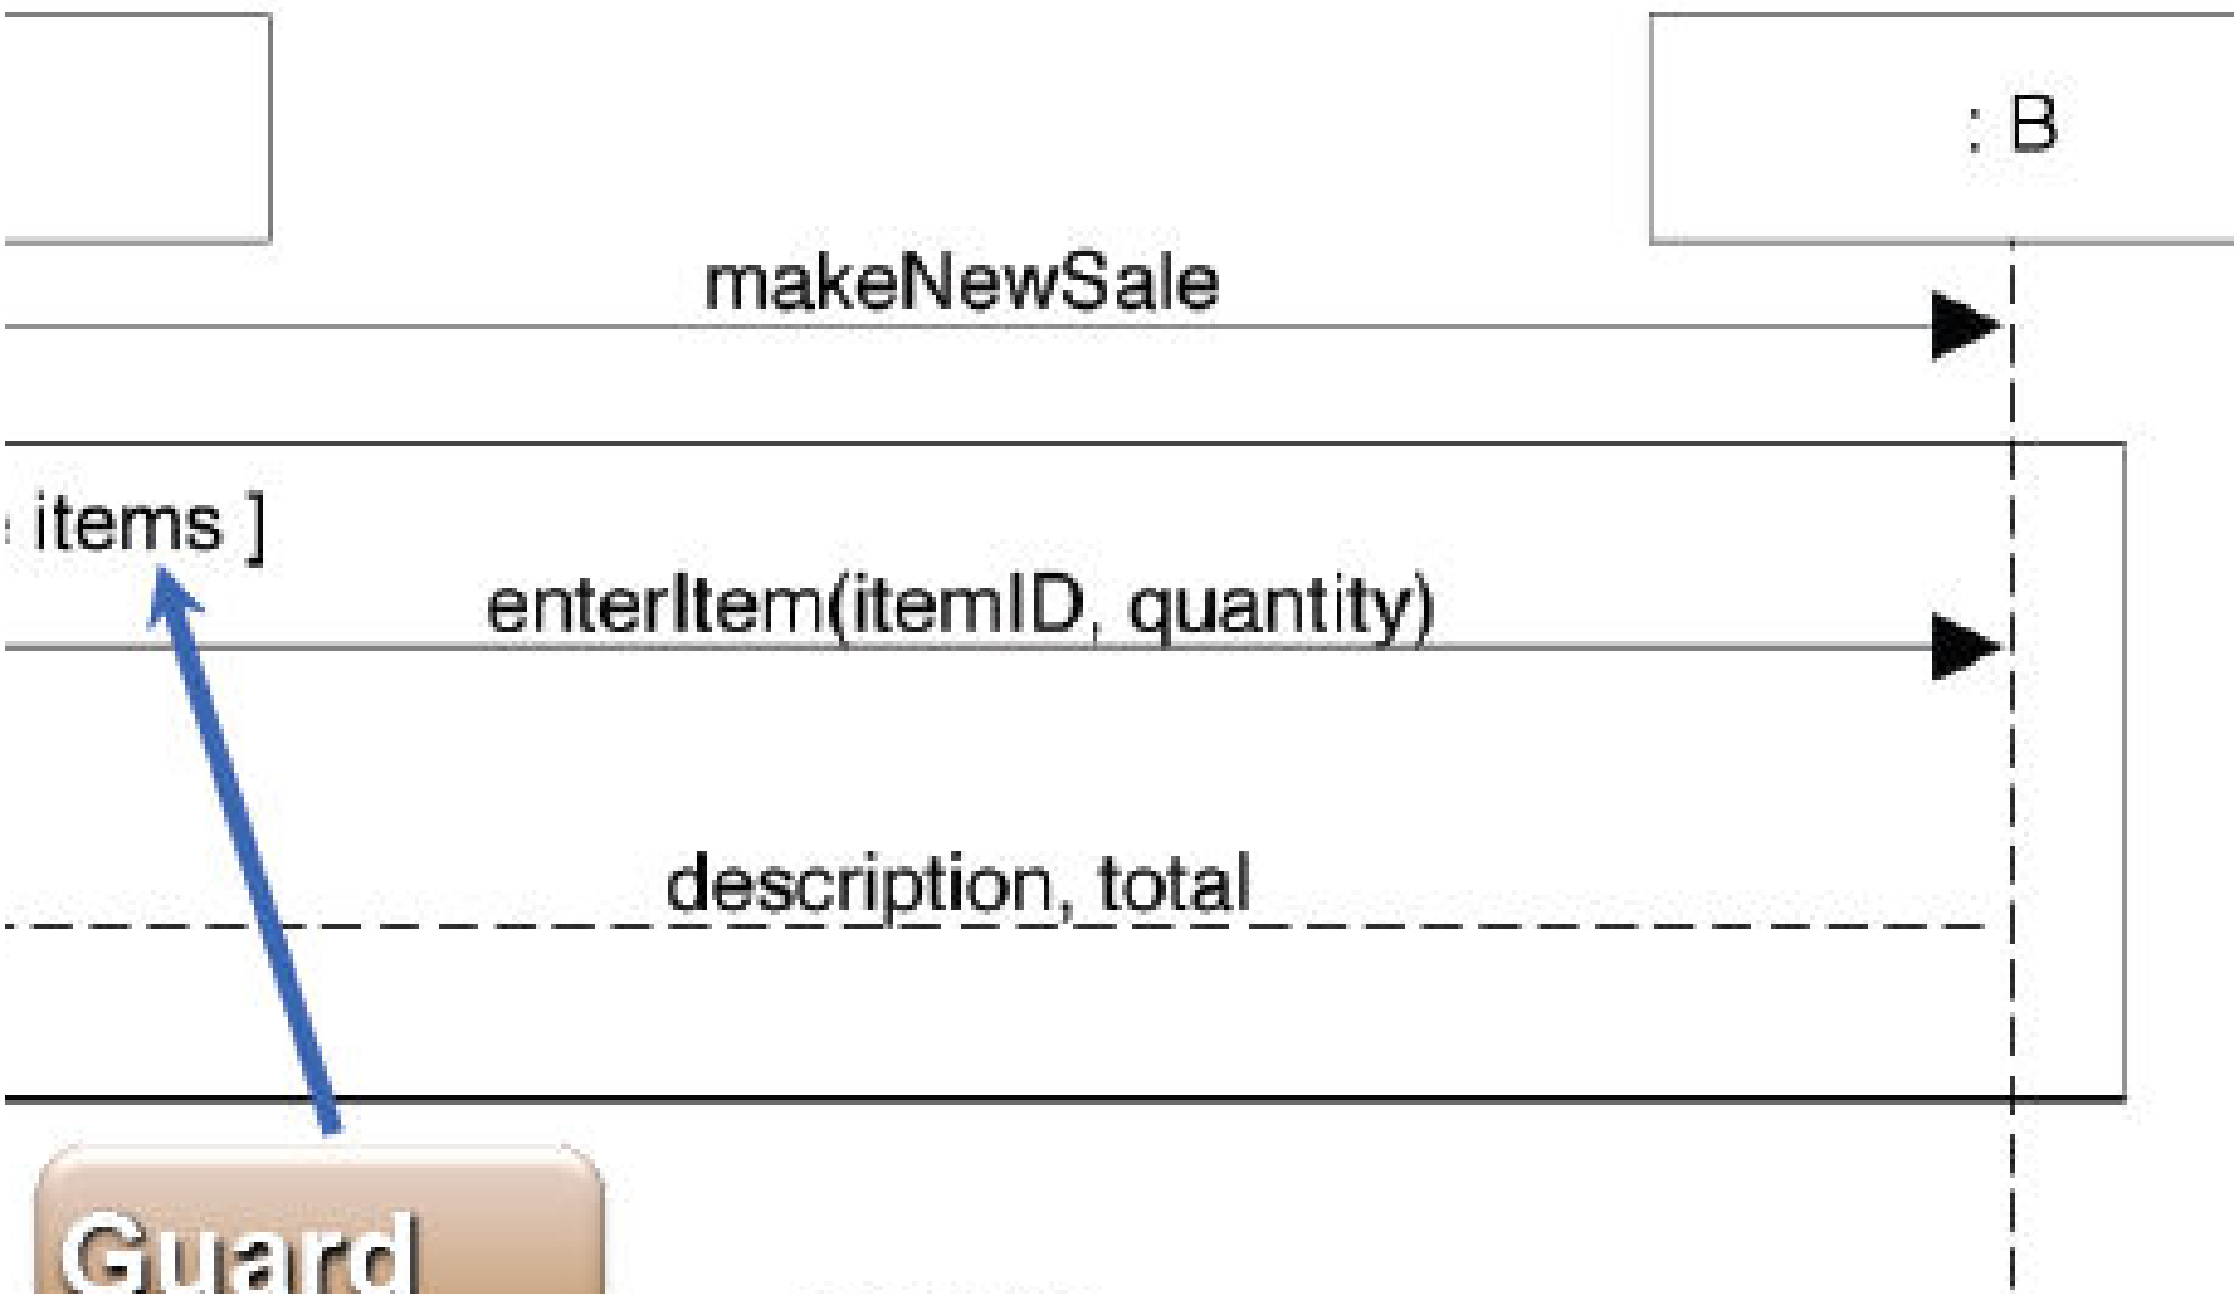 : B
makeNewSale
items ]
enterItem(itemID, quantity)
description, total
Guard